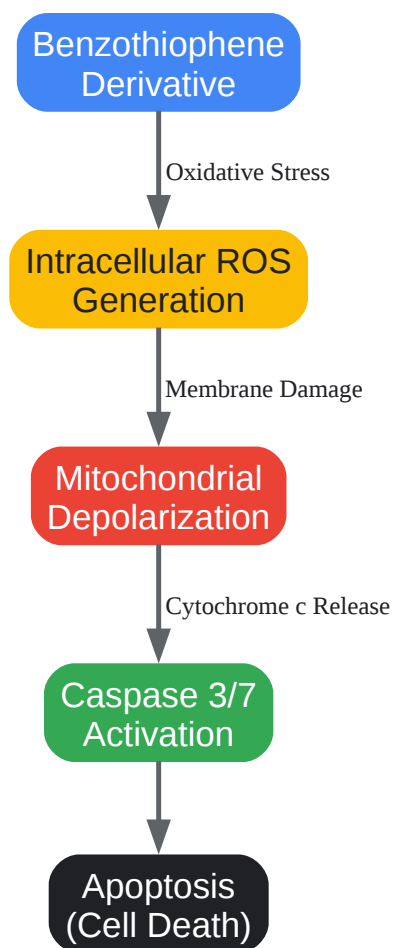 Benzothiophene
Derivative
Oxidative Stress
Intracellular ROS
Generation
Membrane Damage
Mitochondrial
Depolarization
Cytochrome c Release
Caspase 3/7
Activation
Apoptosis
(Cell Death)